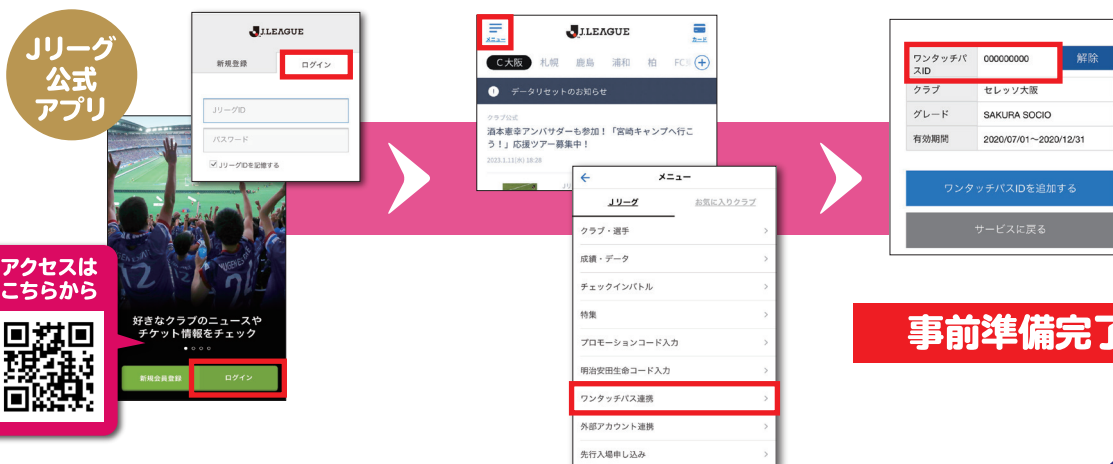 Jリーグ
公式
アプリ
J.LEAGUE
新規登録
ログイン
JリーグID
パスワード
JリーグIDを記憶する
12
好きなクラブのニュースや
チケット情報をチェック
新規会員登録
ログイン
アクセスは
こちらから
メニュー
J.LEAGUE
カード
C大阪 札幌 鹿島 浦和 柏 FC
データリセットのお知らせ
クラブ公式
酒本憲幸アンバサダーも参加!「宮崎キャンプへ行こ
う!」応援ツアー募集中!
2023.1.11(水) 18:28
メニュー
Jリーグ
お気に入りクラブ
クラブ・選手
成績・データ
チェックインバトル
特集
プロモーションコード入力
明治安田生命コード入力
ワンタッチパス連携
外部アカウント連携
先行入場申し込み
ワンタッチパ
スID
000000000
解除
クラブ
セレッソ大阪
グレード
SAKURA SOCIO
有効期間
2020/07/01～2020/12/31
ワンタッチパスIDを追加する
サービスに戻る
事前準備完了